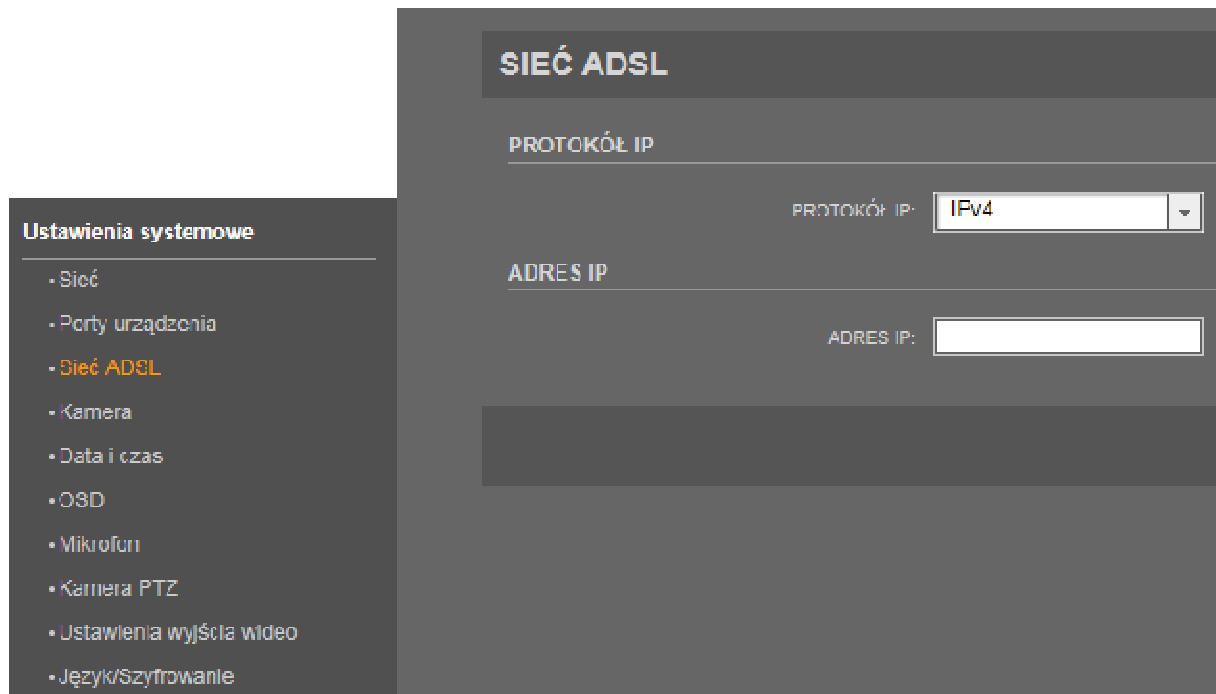 SIEĆ ADSL
PROTOKÓŁ IP
PROTOKÓŁ IP:
IPv4
ADRES IP
ADRES IP:
Ustawienia systemowe
Sieć
Porty urządzenia
Sieć ADSL
Kamera
Data i czas
OSD
Mikrofon
Kamera PTZ
Ustawienia wyjścia wideo
Język/Szyfrowanie